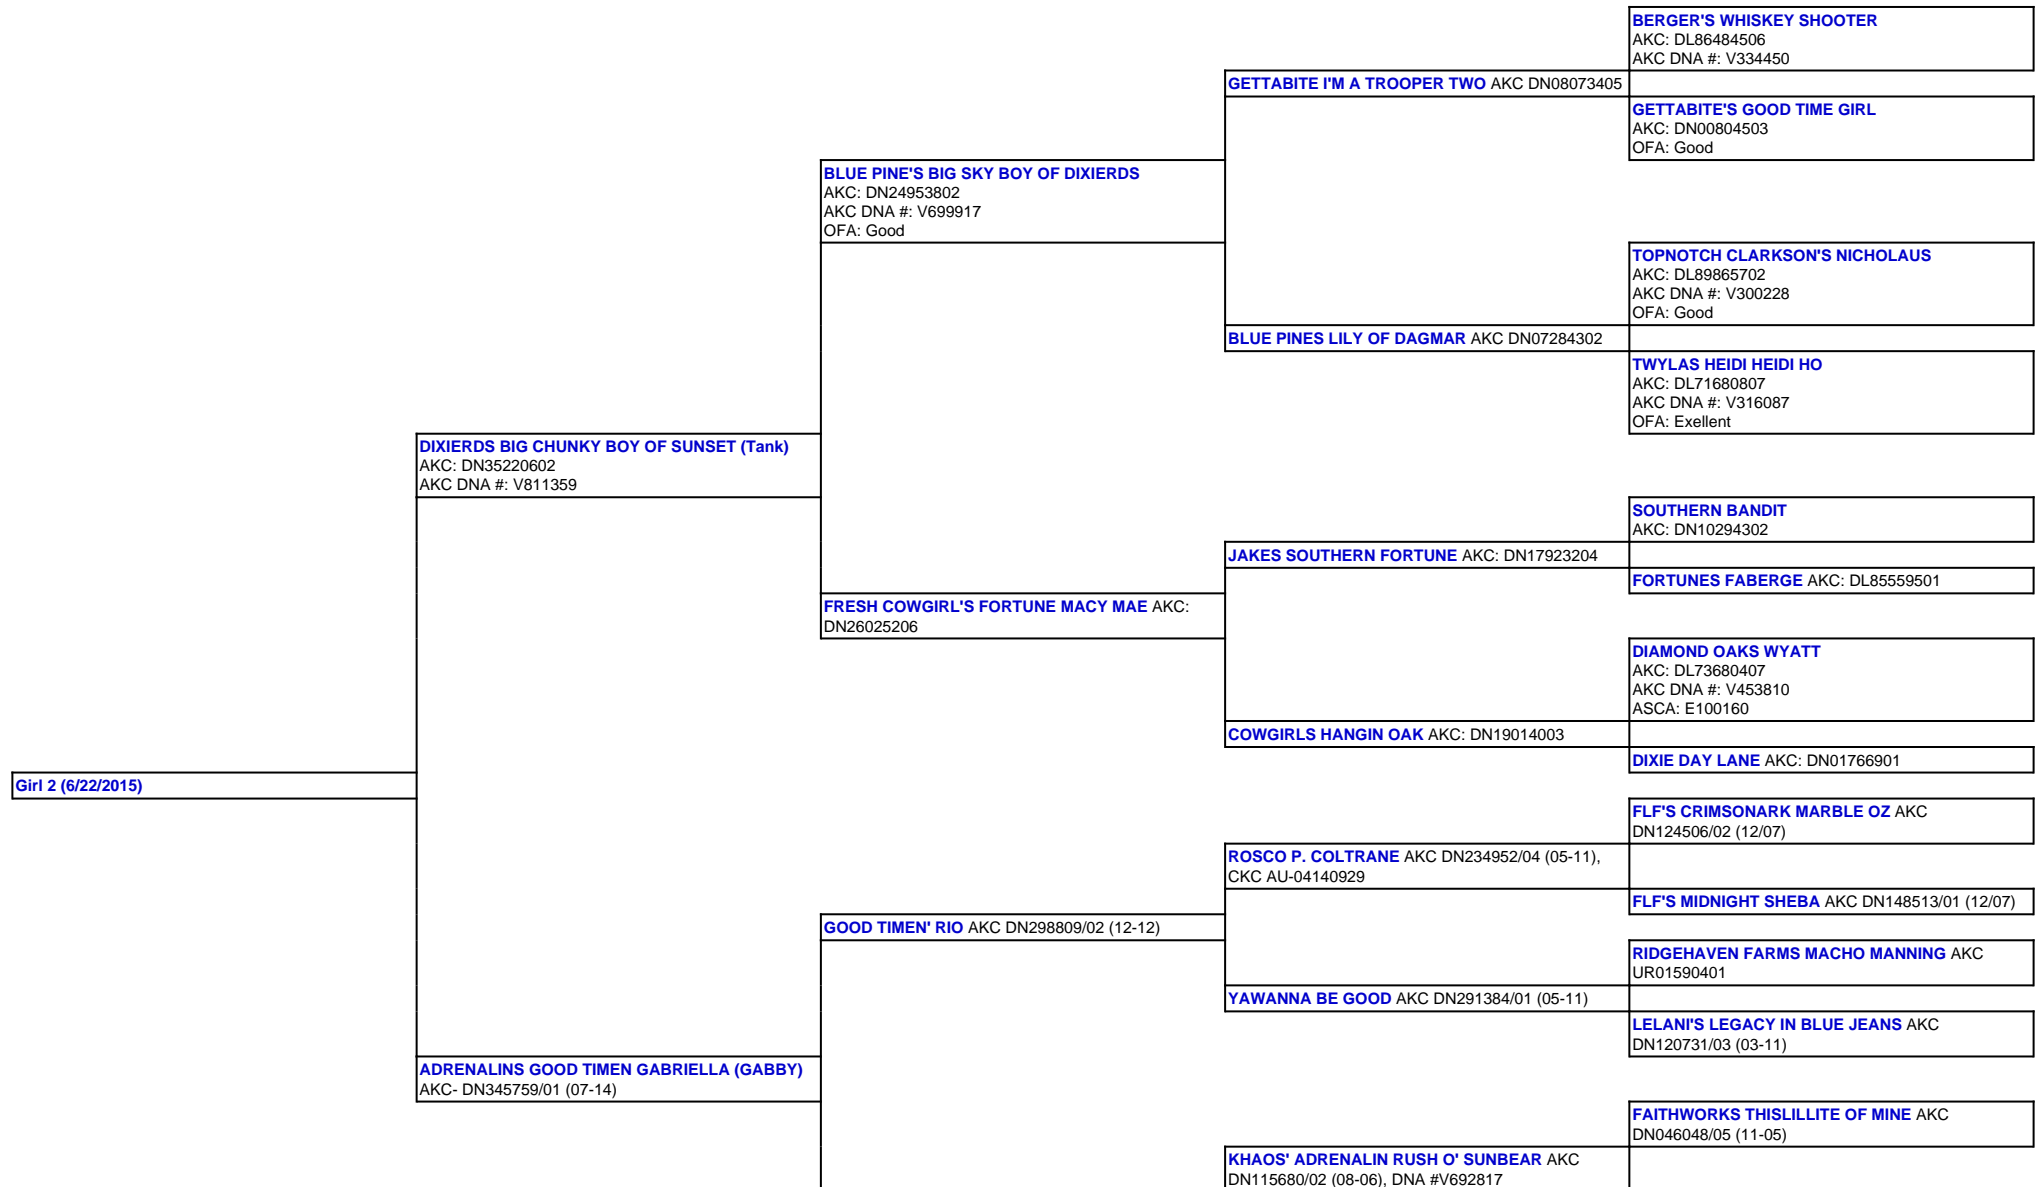 BERGER'S WHISKEY SHOOTER
AKC: DL86484506
AKC DNA #: V334450
GETTABITE I'M A TROOPER TWO AKC DN08073405
GETTABITE'S GOOD TIME GIRL
AKC: DN00804503
OFA: Good
BLUE PINE'S BIG SKY BOY OF DIXIERDS
AKC: DN24953802
AKC DNA #: V699917
OFA: Good
TOPNOTCH CLARKSON'S NICHOLAUS
AKC: DL89865702
AKC DNA #: V300228
OFA: Good
BLUE PINES LILY OF DAGMAR AKC DN07284302
TWYLAS HEIDI HEIDI HO
AKC: DL71680807
AKC DNA #: V316087
OFA: Exellent
DIXIERDS BIG CHUNKY BOY OF SUNSET (Tank)
AKC: DN35220602
AKC DNA #: V811359
SOUTHERN BANDIT
AKC: DN10294302
JAKES SOUTHERN FORTUNE AKC: DN17923204
FORTUNES FABERGE AKC: DL85559501
FRESH COWGIRL'S FORTUNE MACY MAE AKC:
DN26025206
DIAMOND OAKS WYATT
AKC: DL73680407
AKC DNA #: V453810
ASCA: E100160
COWGIRLS HANGIN OAK AKC: DN19014003
DIXIE DAY LANE AKC: DN01766901
Girl 2 (6/22/2015)
FLF'S CRIMSONARK MARBLE OZ AKC
DN124506/02 (12/07)
ROSCO P. COLTRANE AKC DN234952/04 (05-11),
CKC AU-04140929
FLF'S MIDNIGHT SHEBA AKC DN148513/01 (12/07)
GOOD TIMEN' RIO AKC DN298809/02 (12-12)
RIDGEHAVEN FARMS MACHO MANNING AKC
UR01590401
YAWANNA BE GOOD AKC DN291384/01 (05-11)
LELANI'S LEGACY IN BLUE JEANS AKC
DN120731/03 (03-11)
ADRENALINS GOOD TIMEN GABRIELLA (GABBY)
AKC- DN345759/01 (07-14)
FAITHWORKS THISLILLITE OF MINE AKC
DN046048/05 (11-05)
KHAOS' ADRENALIN RUSH O' SUNBEAR AKC
DN115680/02 (08-06), DNA #V692817